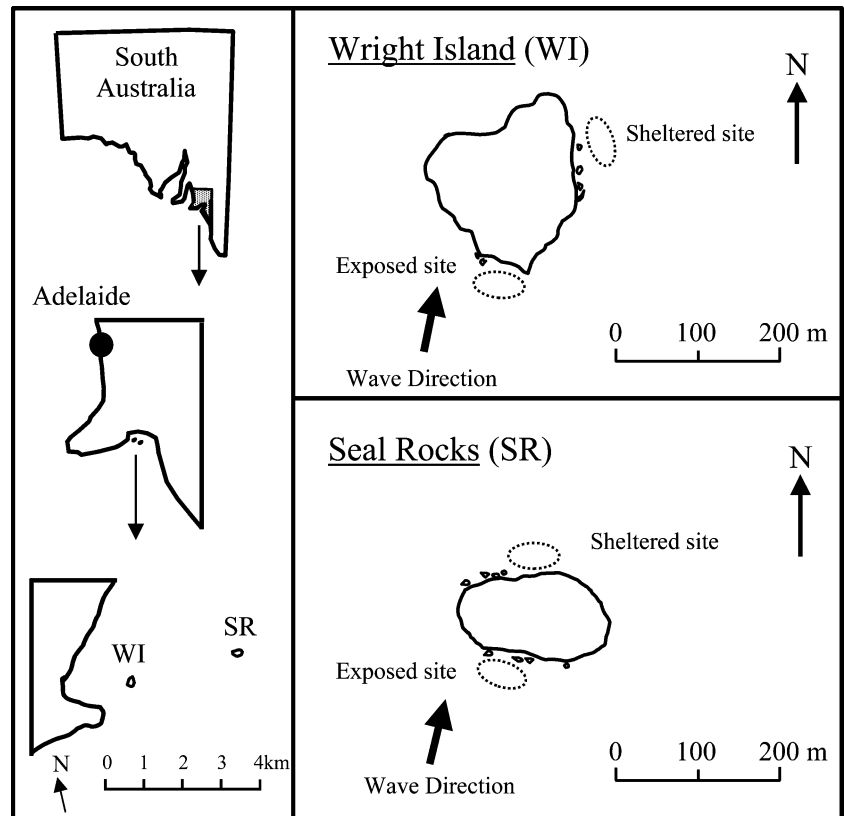 South
Australia
Adelaide
WI
SR
N
0 1 2 3 4km
Wright Island (WI)
N
Sheltered site
Exposed site
Wave Direction
0 100 200 m
Seal Rocks (SR)
N
Sheltered site
Exposed site
Wave Direction
0 100 200 m